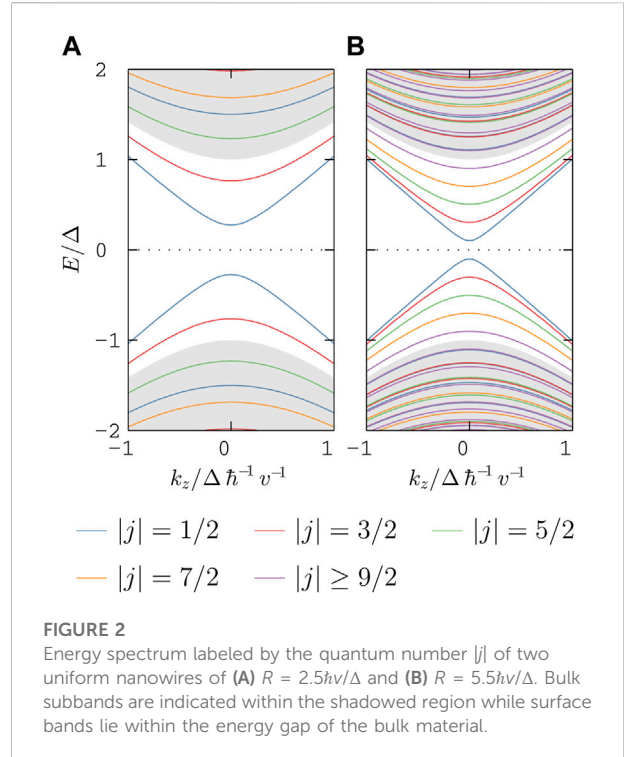 A
B
2
1
0
−1
−2
E/Δ
−1 0 1
−1 0 1
k_z/Δ ħ⁻¹ v⁻¹
k_z/Δ ħ⁻¹ v⁻¹
|j| = 1/2 |j| = 3/2 |j| = 5/2
|j| = 7/2 |j| ≥ 9/2
FIGURE 2
Energy spectrum labeled by the quantum number |j| of two
uniform nanowires of (A) R = 2.5ħv/Δ and (B) R = 5.5ħv/Δ. Bulk
subbands are indicated within the shadowed region while surface
bands lie within the energy gap of the bulk material.